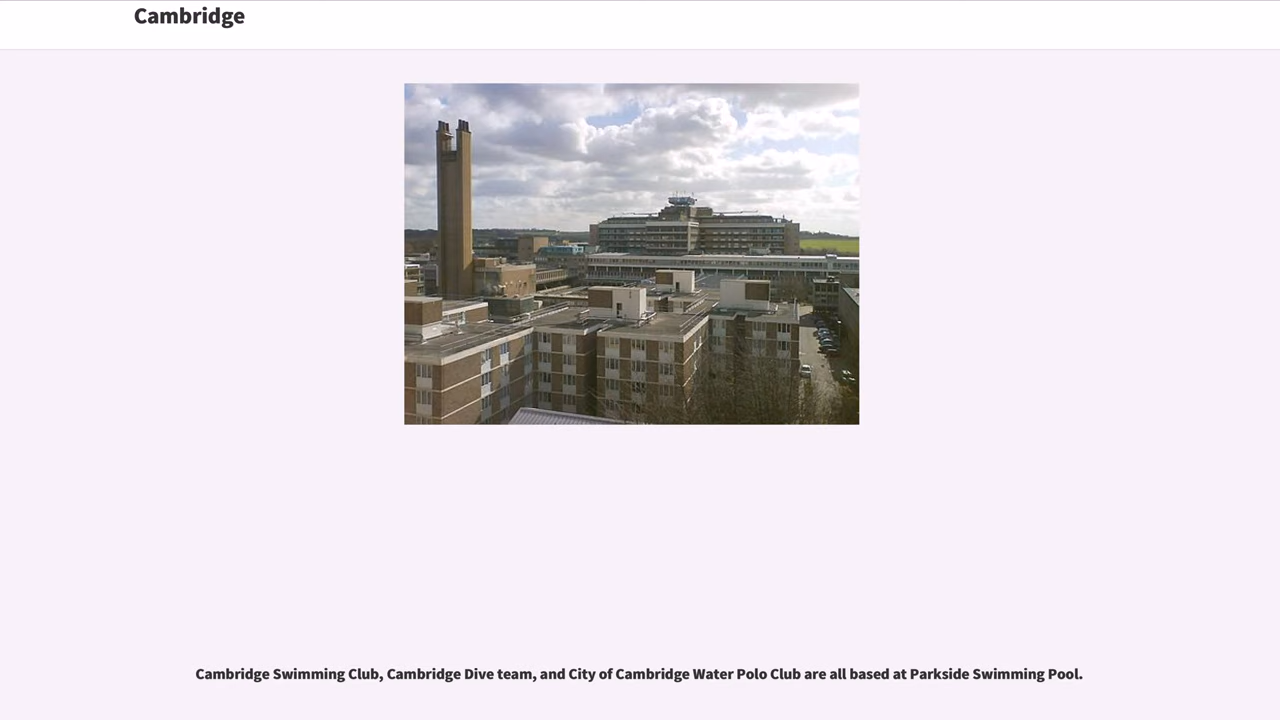 Cambridge
Cambridge Swimming Club, Cambridge Dive team, and City of Cambridge Water Polo Club are all based at Parkside Swimming Pool.